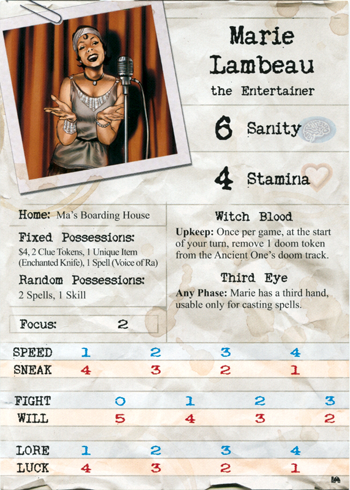 Marie
Lambeau
the Entertainer
6 Sanity
4 Stamina
Home: Ma's Boarding House
Fixed Possessions:
$4, 2 Clue Tokens, 1 Unique Item
(Enchanted Knife), 1 Spell (Voice of Ra)
Random Possessions:
2 Spells, 1 Skill
Focus: 2
Witch Blood
Upkeep: Once per game, at the start
of your turn, remove 1 doom token
from the Ancient One's doom track.
Third Eye
Any Phase: Marie has a third hand,
usable only for casting spells.
SPEED 1 2 3 4
SNEAK 4 3 2 1
FIGHT 0 1 2 3
WILL 5 4 3 2
LORE 1 2 3 4
LUCK 4 3 2 1